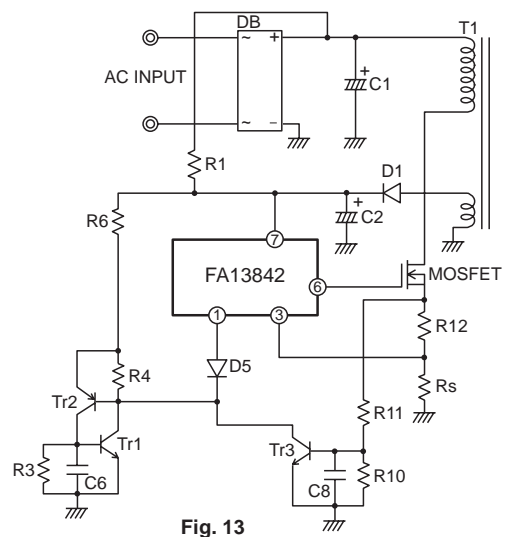 DB
T1
~ +
AC INPUT
+
C1
~ −
R1
D1
+
R6
C2
7
FA13842
6
MOSFET
1
3
R12
D5
R4
Rs
Tr2
R11
Tr1
Tr3
R3
C6
C8
R10
Fig. 13